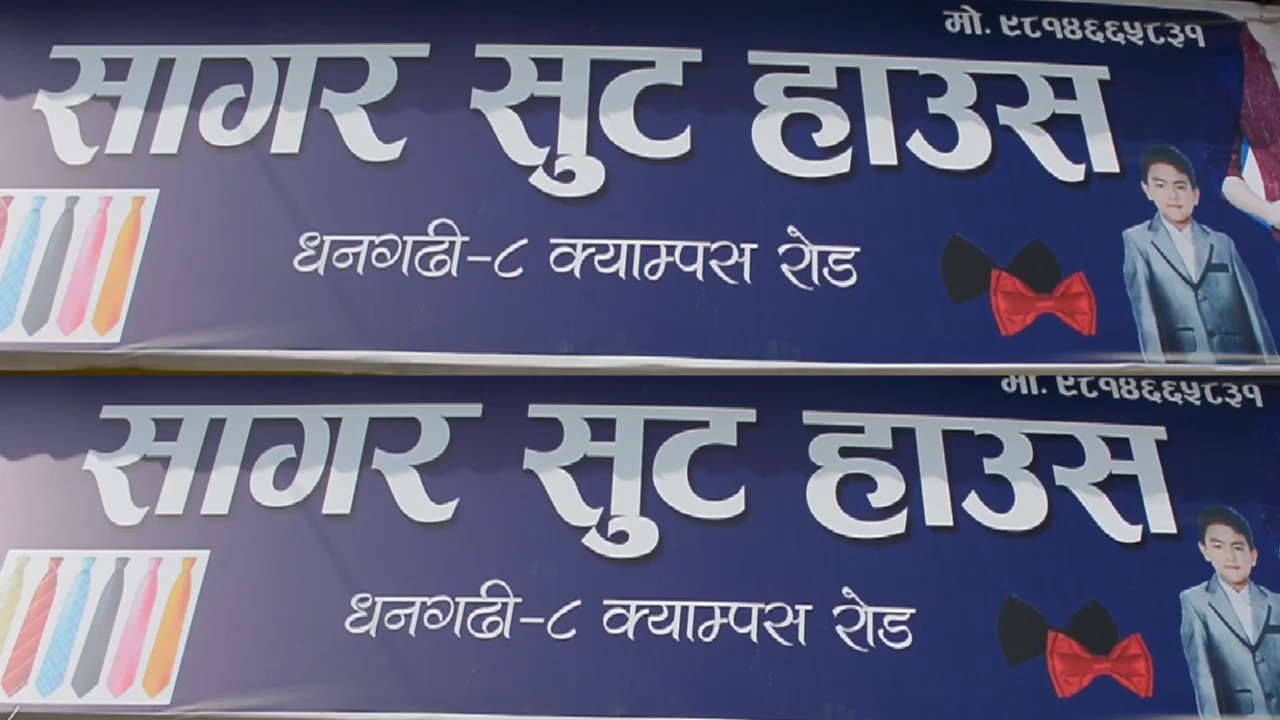 मो. ९८१४६६५८३१
सागर सुट हाउस
धनगढी-८ क्याम्पस रोड
मो. ९८१४६६५८३१
सागर सुट हाउस
धनगढी-८ क्याम्पस रोड